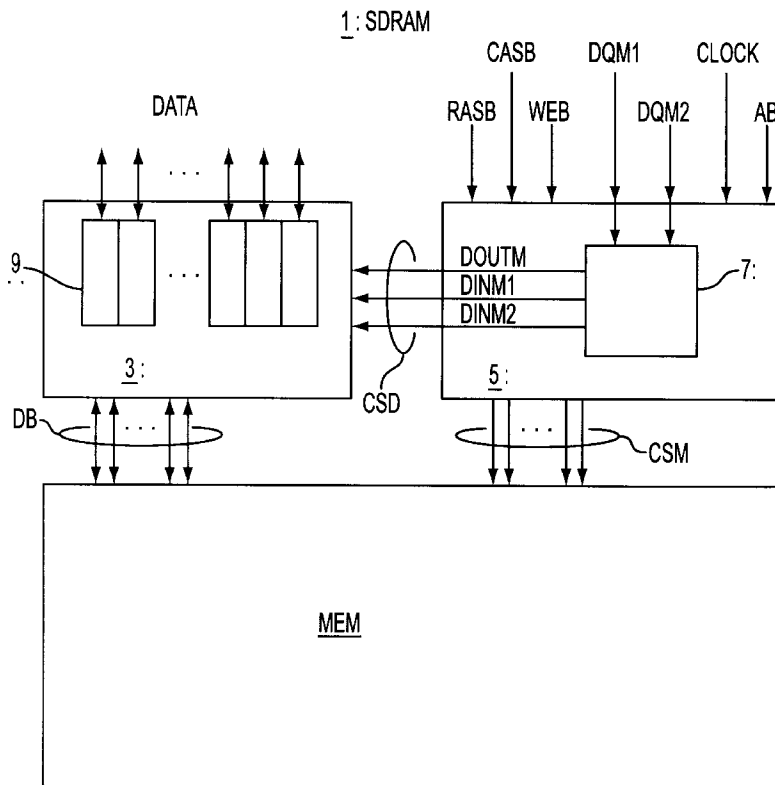 1: SDRAM
CASB DQM1 CLOCK
DATA
RASB WEB DQM2 AB
...
9
..
...
DOUTM
DINM1
DINM2
7:
3:
5:
CSD
DB ...
... CSM
MEM